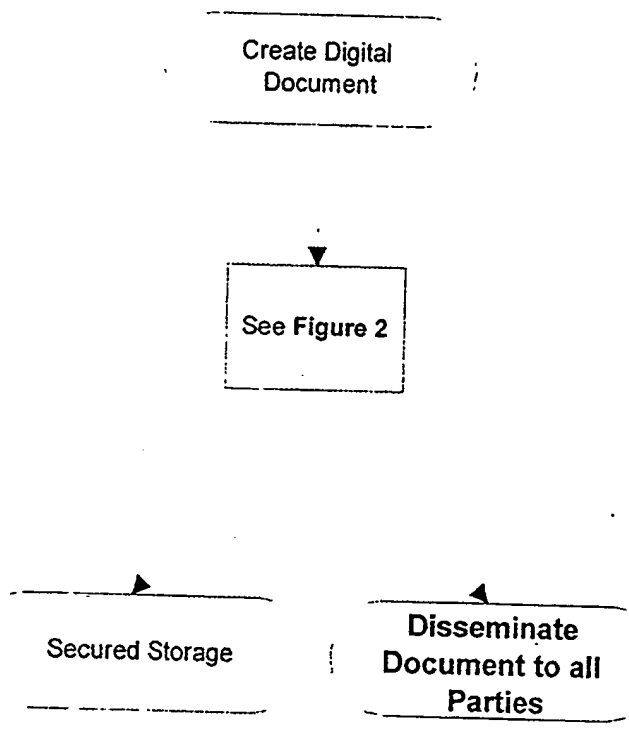 Create Digital
Document
See Figure 2
Secured Storage
Disseminate
Document to all
Parties